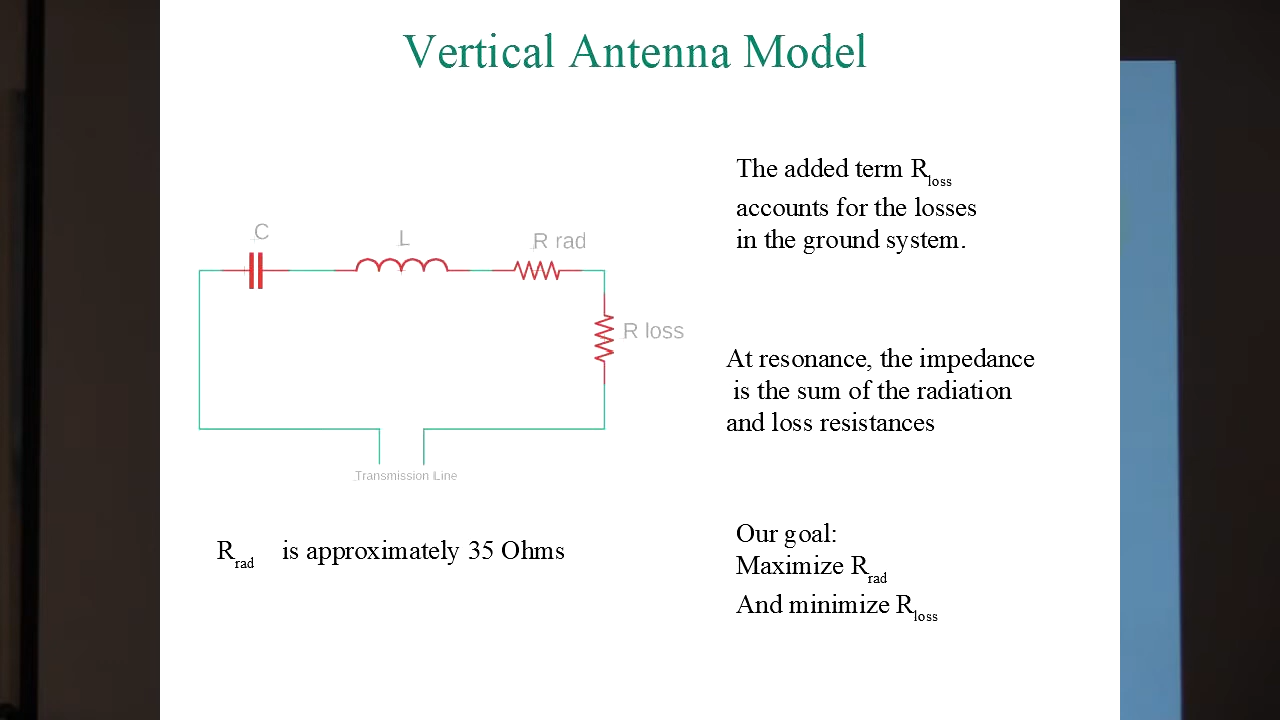 Vertical Antenna Model
The added term Rloss
accounts for the losses
in the ground system.
C
L
R rad
R loss
At resonance, the impedance
is the sum of the radiation
and loss resistances
Transmission Line
Rrad is approximately 35 Ohms
Our goal:
Maximize Rrad
And minimize Rloss